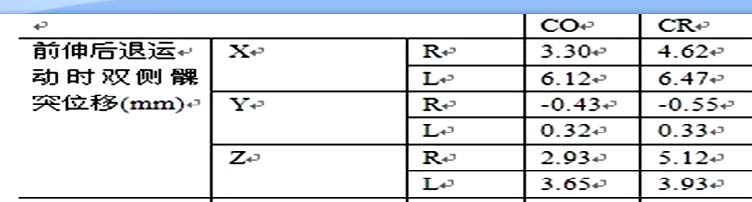 CO CR
前伸后退运动时双侧髁突位移(mm) X R 3.30 4.62
L 6.12 6.47
Y R -0.43 -0.55
L 0.32 0.33
Z R 2.93 5.12
L 3.65 3.93